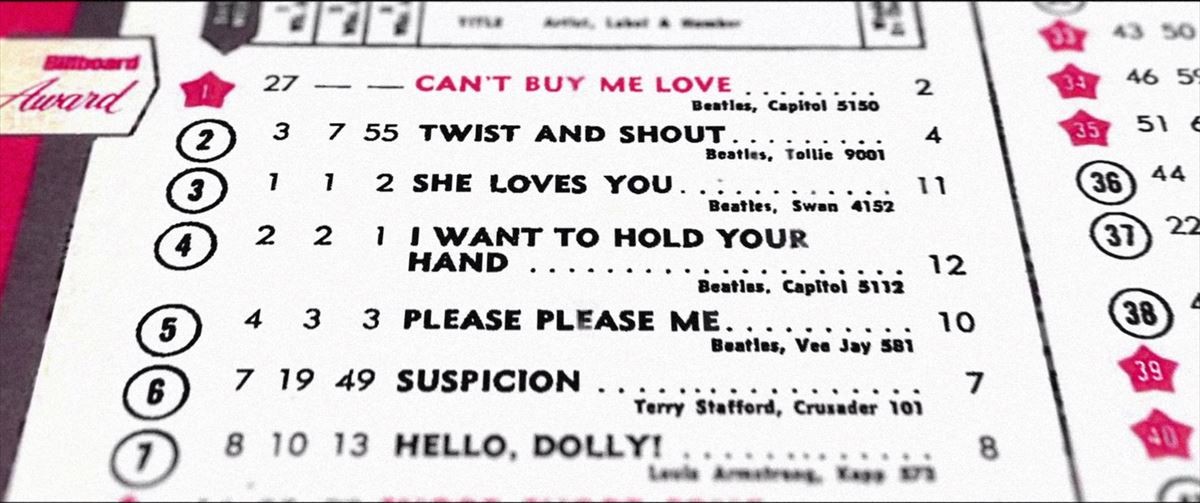 TITLE Artist, Label & Number
Billboard
Award
1 27 — — CAN'T BUY ME LOVE ........ 2
Beatles, Capitol 5150
2 3 7 55 TWIST AND SHOUT......... 4
Beatles, Tollie 9001
3 1 1 2 SHE LOVES YOU............ 11
Beatles, Swan 4152
4 2 2 1 I WANT TO HOLD YOUR
HAND .................... 12
Beatles, Capitol 5112
5 4 3 3 PLEASE PLEASE ME.......... 10
Beatles, Vee Jay 581
6 7 19 49 SUSPICION ................ 7
Terry Stafford, Crusader 101
7 8 10 13 HELLO, DOLLY! ............. 8
Louis Armstrong, Kapp 573
33 43 50
34 46
35 51
36 44
37 22
38
39
40